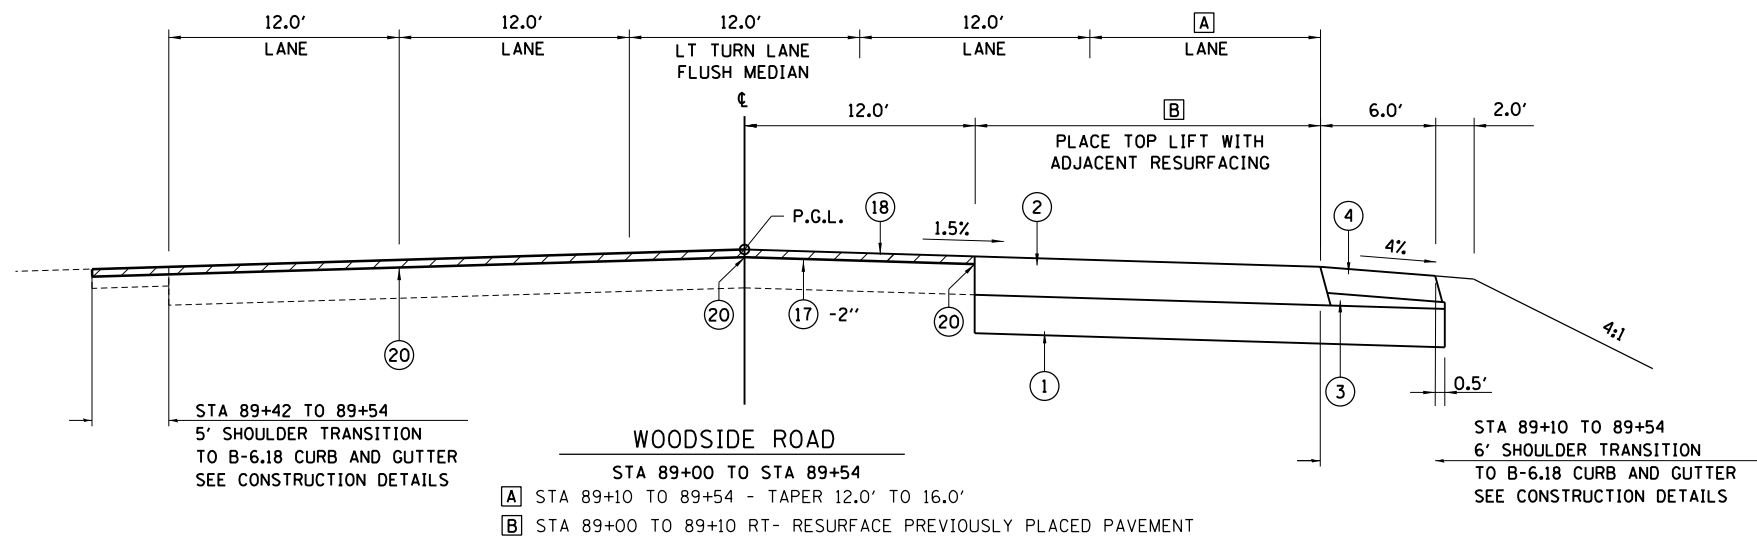 12.0' 12.0' 12.0' 12.0' A
LANE LANE LT TURN LANE LANE LANE
FLUSH MEDIAN
℄
12.0' B 6.0' 2.0'
PLACE TOP LIFT WITH
ADJACENT RESURFACING
P.G.L. 18 1.5% 2 4 4%
20 17 -2'' 20
20 1 3 4:1
0.5'
STA 89+42 TO 89+54
5' SHOULDER TRANSITION
TO B-6.18 CURB AND GUTTER
SEE CONSTRUCTION DETAILS
WOODSIDE ROAD
STA 89+00 TO STA 89+54
A STA 89+10 TO 89+54 - TAPER 12.0' TO 16.0'
B STA 89+00 TO 89+10 RT- RESURFACE PREVIOUSLY PLACED PAVEMENT
STA 89+10 TO 89+54
6' SHOULDER TRANSITION
TO B-6.18 CURB AND GUTTER
SEE CONSTRUCTION DETAILS